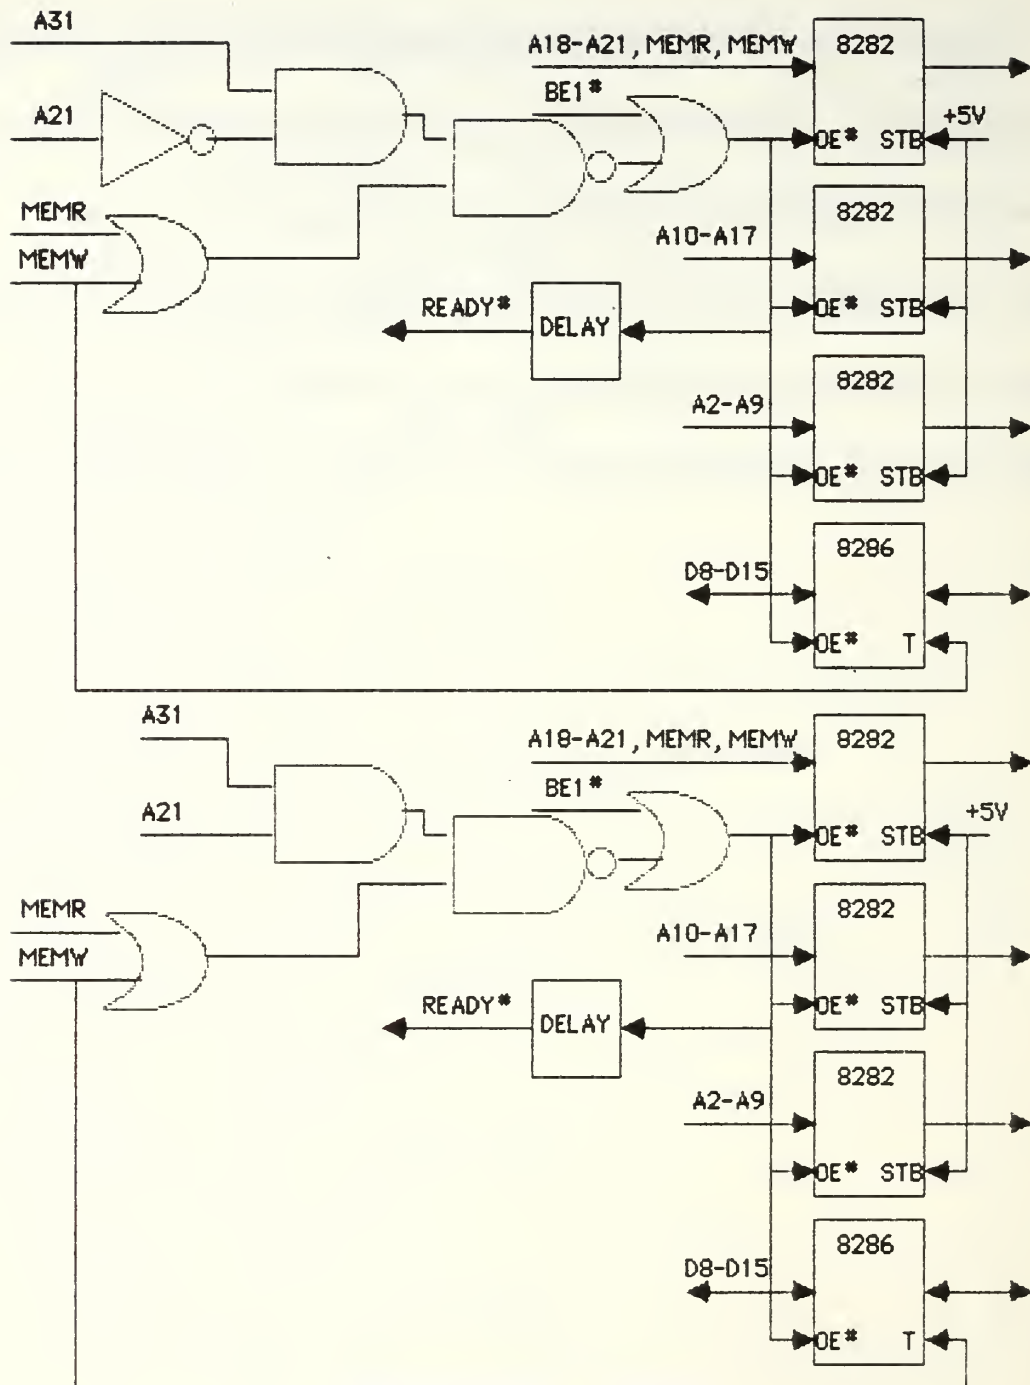 A31
A18-A21, MEMR, MEMW
8282
BE1*
A21
+5V
OE* STB
MEMR
8282
A10-A17
MEMW
READY*
DELAY
OE* STB
8282
A2-A9
OE* STB
8286
D8-D15
OE* T
A31
A18-A21, MEMR, MEMW
8282
BE1*
A21
+5V
OE* STB
MEMR
8282
A10-A17
MEMW
READY*
DELAY
OE* STB
8282
A2-A9
OE* STB
8286
D8-D15
OE* T